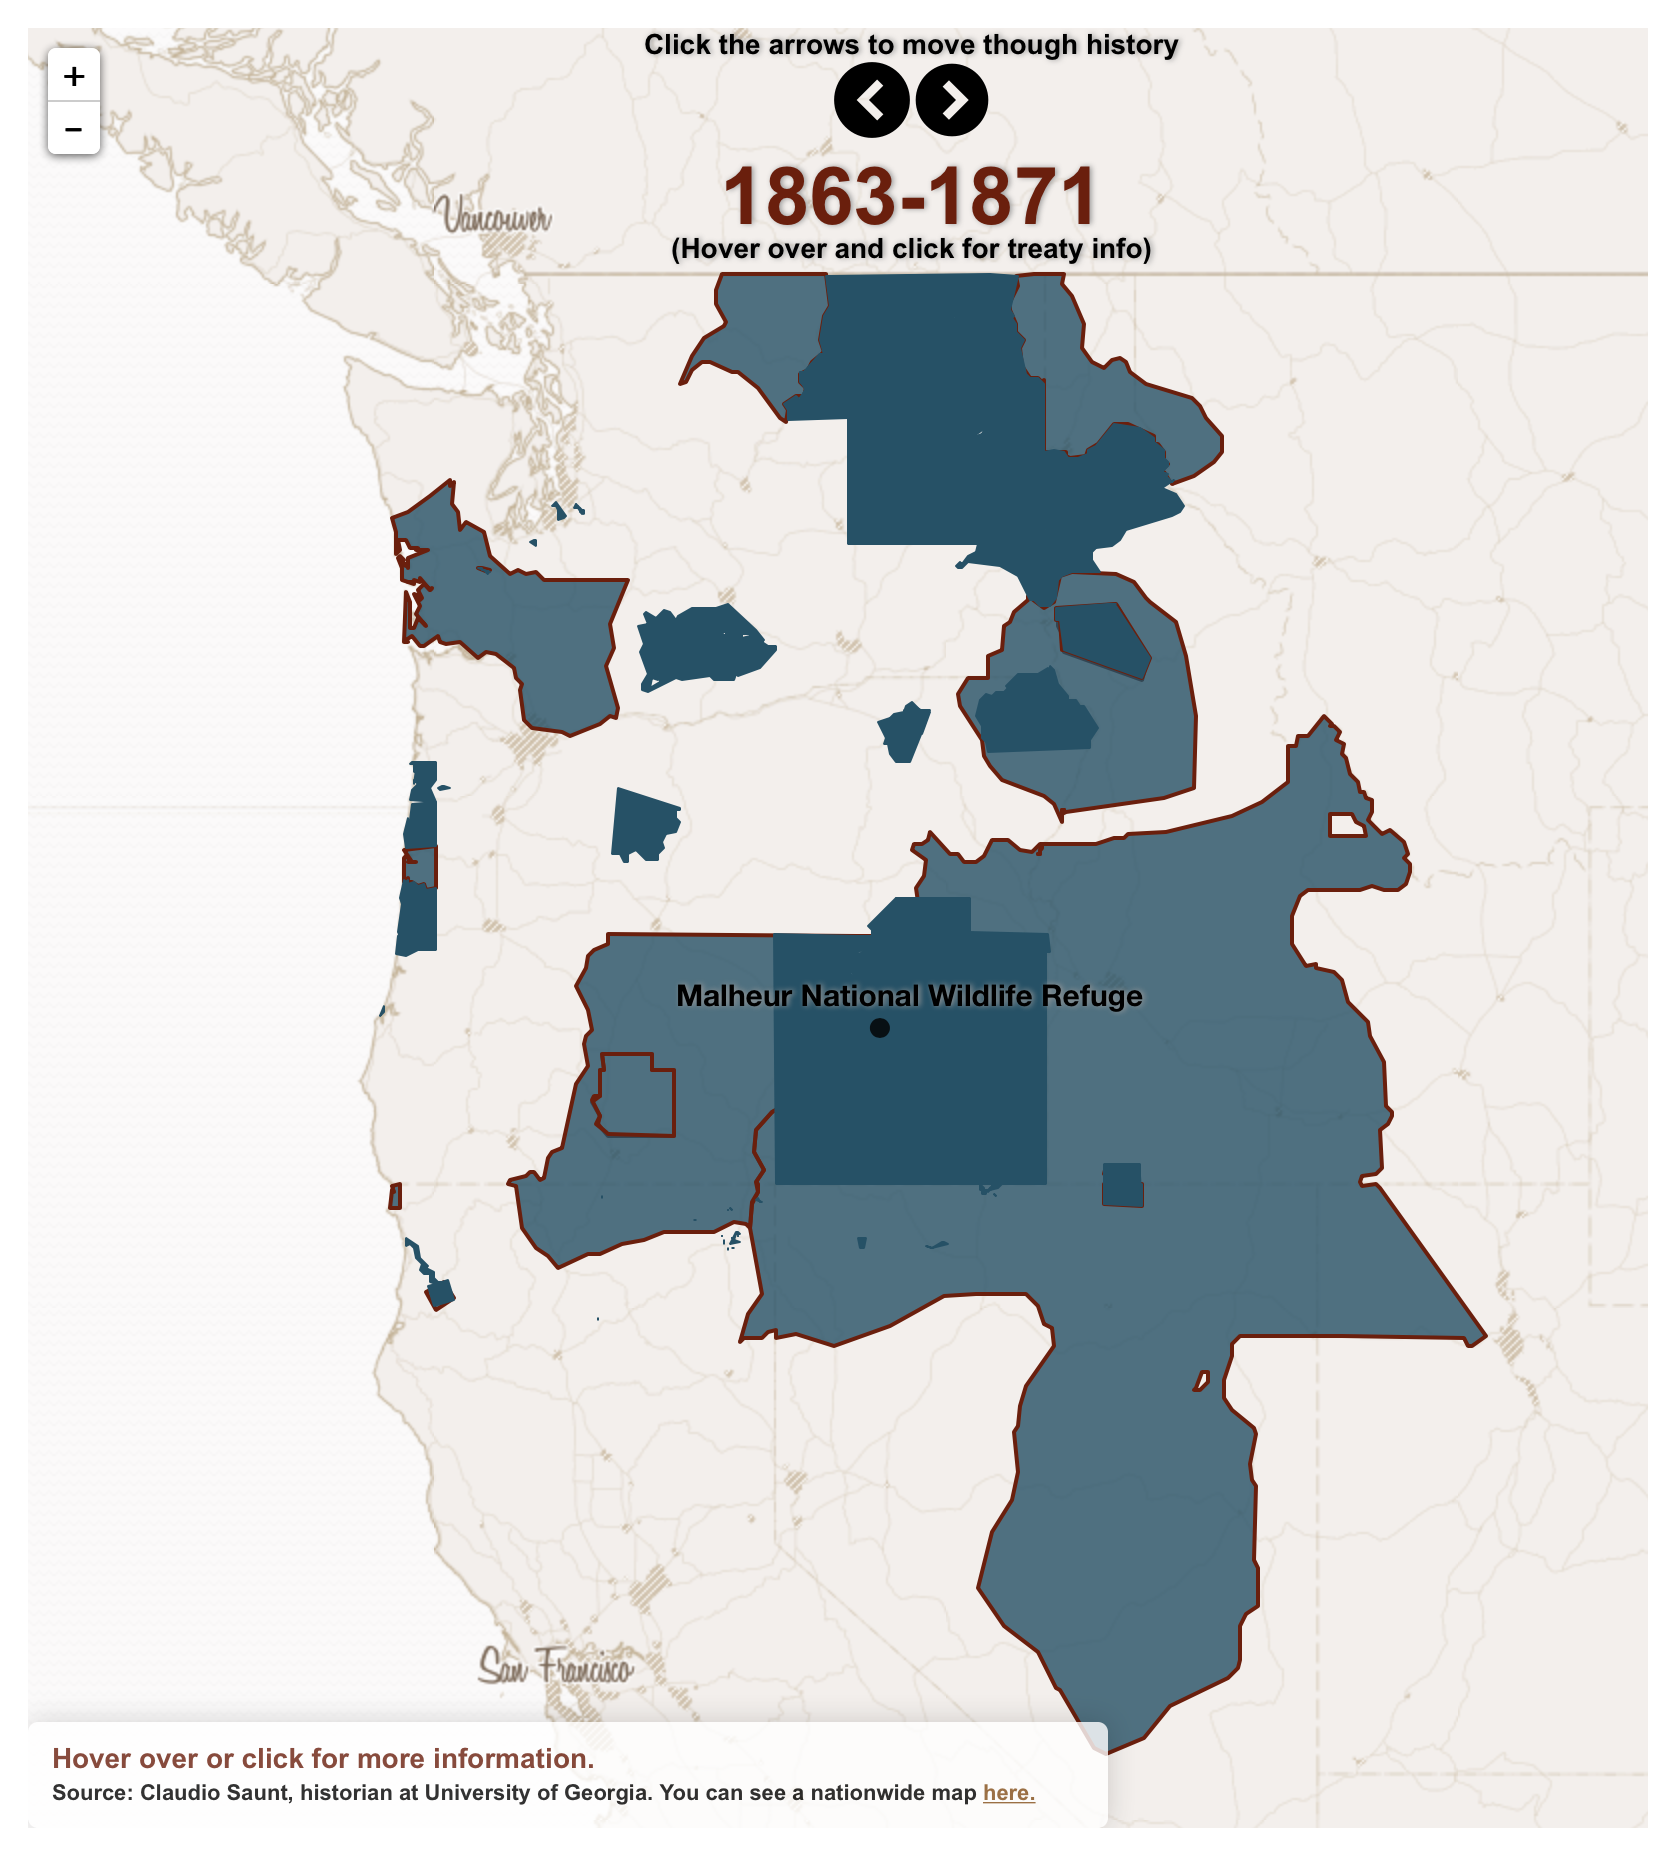 Click the arrows to move though history
+
-
1863-1871
Vancouver
(Hover over and click for treaty info)
Malheur National Wildlife Refuge
San Francisco
Hover over or click for more information.
Source: Claudio Saunt, historian at University of Georgia. You can see a nationwide map here.